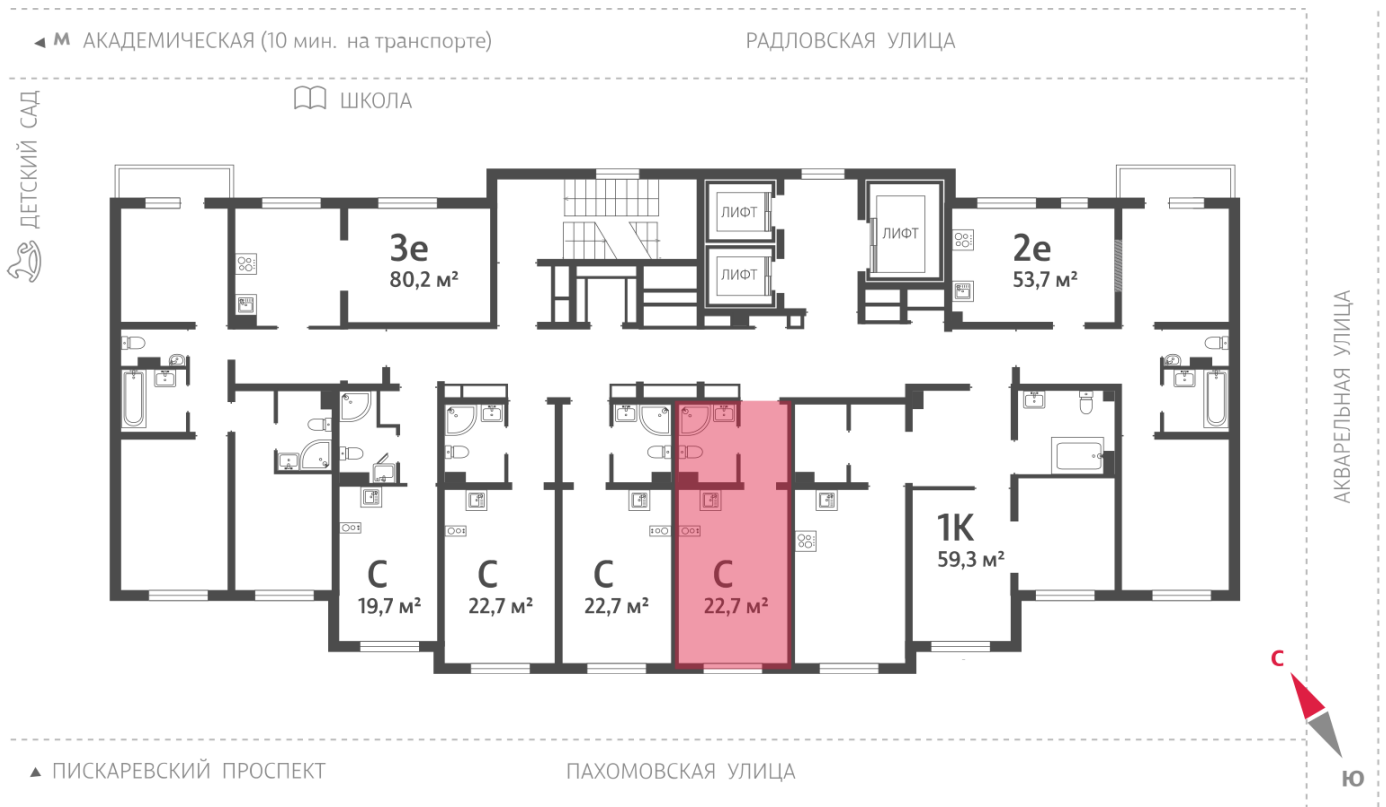 М АКАДЕМИЧЕСКАЯ (10 мин. на транспорте)
РАДЛОВСКАЯ УЛИЦА
ШКОЛА
ДЕТСКИЙ САД
ЛИФТ
ЛИФТ
ЛИФТ
3е
80,2 м²
2е
53,7 м²
АКВАРЕЛЬНАЯ УЛИЦА
1К
59,3 м²
С
19,7 м²
С
22,7 м²
С
22,7 м²
С
22,7 м²
С
Ю
ПИСКАРЕВСКИЙ ПРОСПЕКТ
ПАХОМОВСКАЯ УЛИЦА